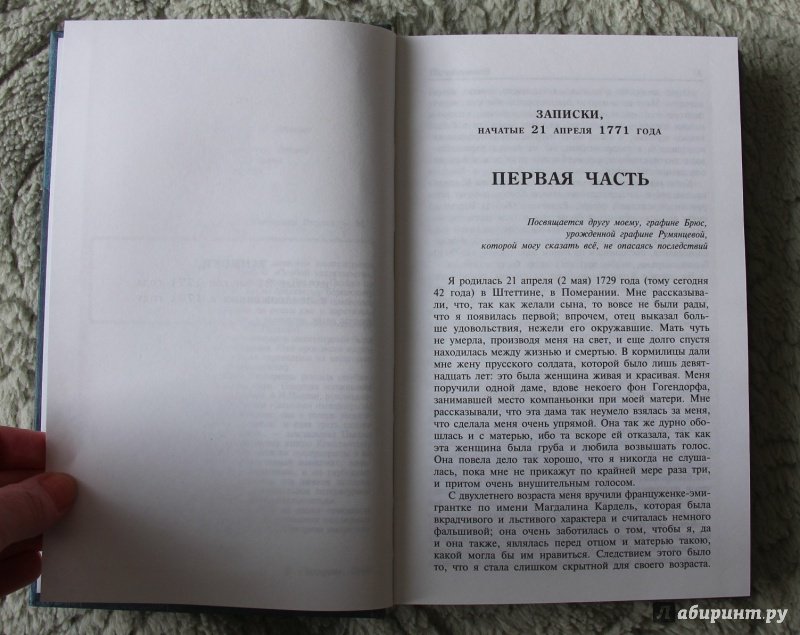 ЗАПИСКИ,
НАЧАТЫЕ 21 АПРЕЛЯ 1771 ГОДА
ПЕРВАЯ ЧАСТЬ
Посвящается другу моему, графине Брюс,
урожденной графине Румянцевой,
которой могу сказать всё, не опасаясь последствий
Я родилась 21 апреля (2 мая) 1729 года (тому сегодня
42 года) в Штеттине, в Померании. Мне рассказыва-
ли, что, так как желали сына, то вовсе не были рады,
что я появилась первой; впрочем, отец выказал боль-
ше удовольствия, нежели его окружавшие. Мать чуть
не умерла, производя меня на свет, и еще долго спустя
находилась между жизнью и смертью. В кормилицы дали
мне жену прусского солдата, которой было лишь девят-
надцать лет: это была женщина живая и красивая. Меня
поручили одной даме, вдове некоего фон Гогендорфа,
занимавшей место компаньонки при моей матери. Мне
рассказывали, что эта дама так неумело взялась за меня,
что сделала меня очень упрямой. Она так же дурно обо-
шлась и с матерью, ибо та вскоре ей отказала, так как
эта женщина была груба и любила возвышать голос.
Она повела дело так хорошо, что я никогда не слуша-
лась, пока мне не прикажут по крайней мере раза три,
и притом очень внушительным голосом.
С двухлетнего возраста меня вручили француженке-эми-
грантке по имени Магдалина Кардель, которая была
вкрадчивого и льстивого характера и считалась немного
фальшивой; она очень заботилась о том, чтобы я, да
и она также, являлась перед отцом и матерью такою,
какой могла бы им нравиться. Следствием этого было
то, что я стала слишком скрытной для своего возраста.
Лабиринт.ру